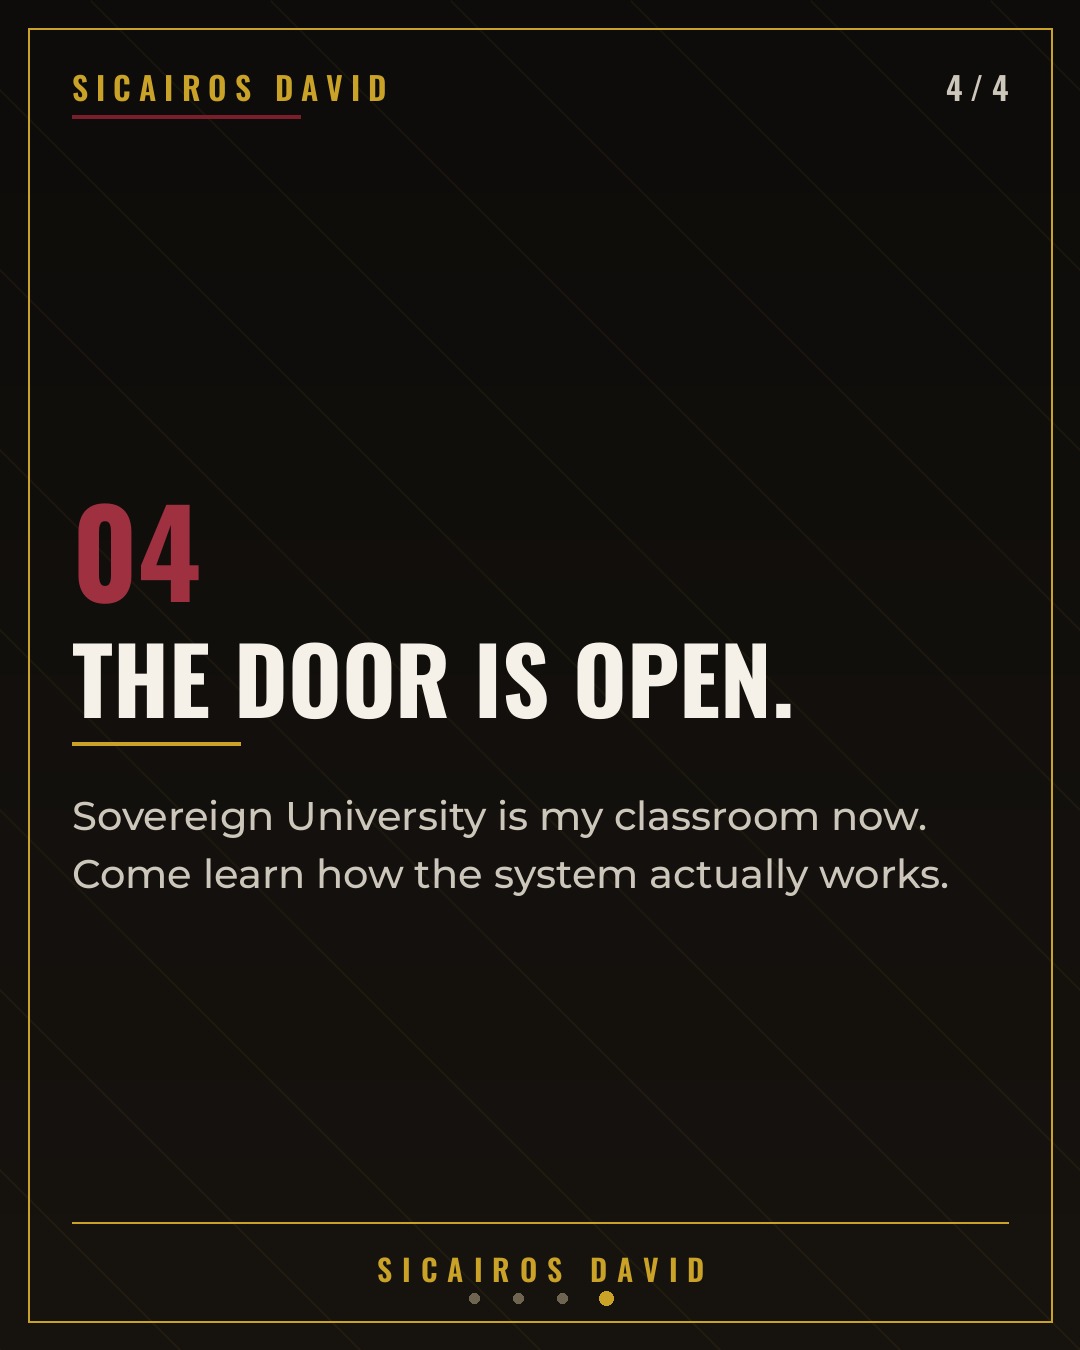 SICAIROS DAVID
4 / 4
04
THE DOOR IS OPEN.
Sovereign University is my classroom now.
Come learn how the system actually works.
SICAIROS DAVID